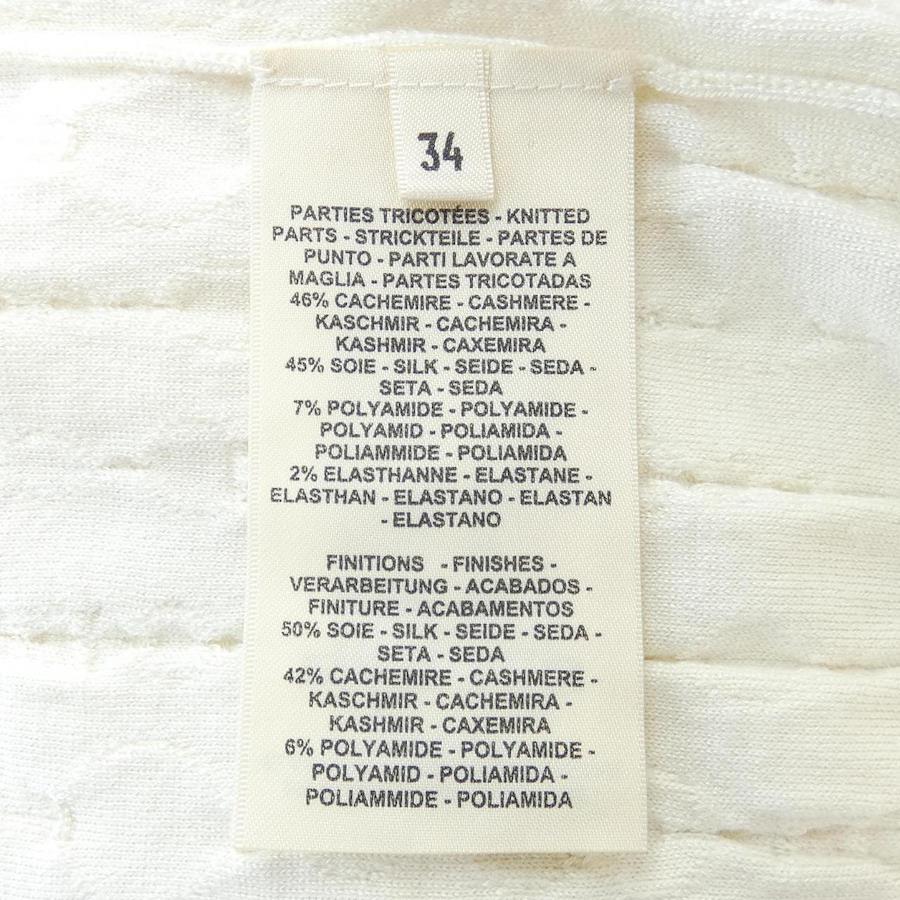 34
PARTIES TRICOTÉES - KNITTED
PARTS - STRICKTEILE - PARTES DE
PUNTO - PARTI LAVORATE A
MAGLIA - PARTES TRICOTADAS
46% CACHEMIRE - CASHMERE -
KASCHMIR - CACHEMIRA -
KASHMIR - CAXEMIRA
45% SOIE - SILK - SEIDE - SEDA -
SETA - SEDA
7% POLYAMIDE - POLYAMIDE -
POLYAMID - POLIAMIDA -
POLIAMMIDE - POLIAMIDA
2% ELASTHANNE - ELASTANE -
ELASTHAN - ELASTANO - ELASTAN
- ELASTANO
FINITIONS - FINISHES -
VERARBEITUNG - ACABADOS -
FINITURE - ACABAMENTOS
50% SOIE - SILK - SEIDE - SEDA -
SETA - SEDA
42% CACHEMIRE - CASHMERE -
KASCHMIR - CACHEMIRA -
KASHMIR - CAXEMIRA
6% POLYAMIDE - POLYAMIDE -
POLYAMID - POLIAMIDA -
POLIAMMIDE - POLIAMIDA